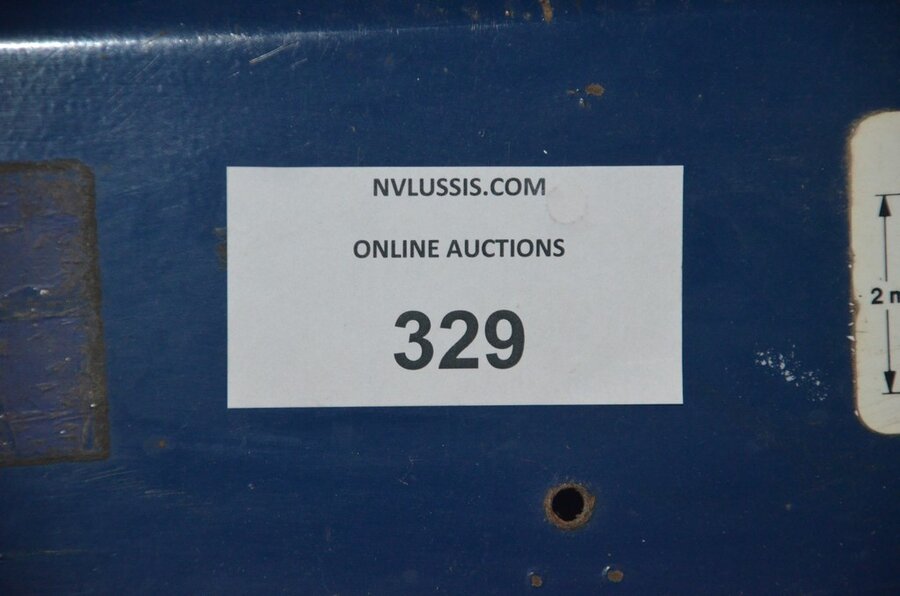 NVLUSSIS.COM
ONLINE AUCTIONS
329
2